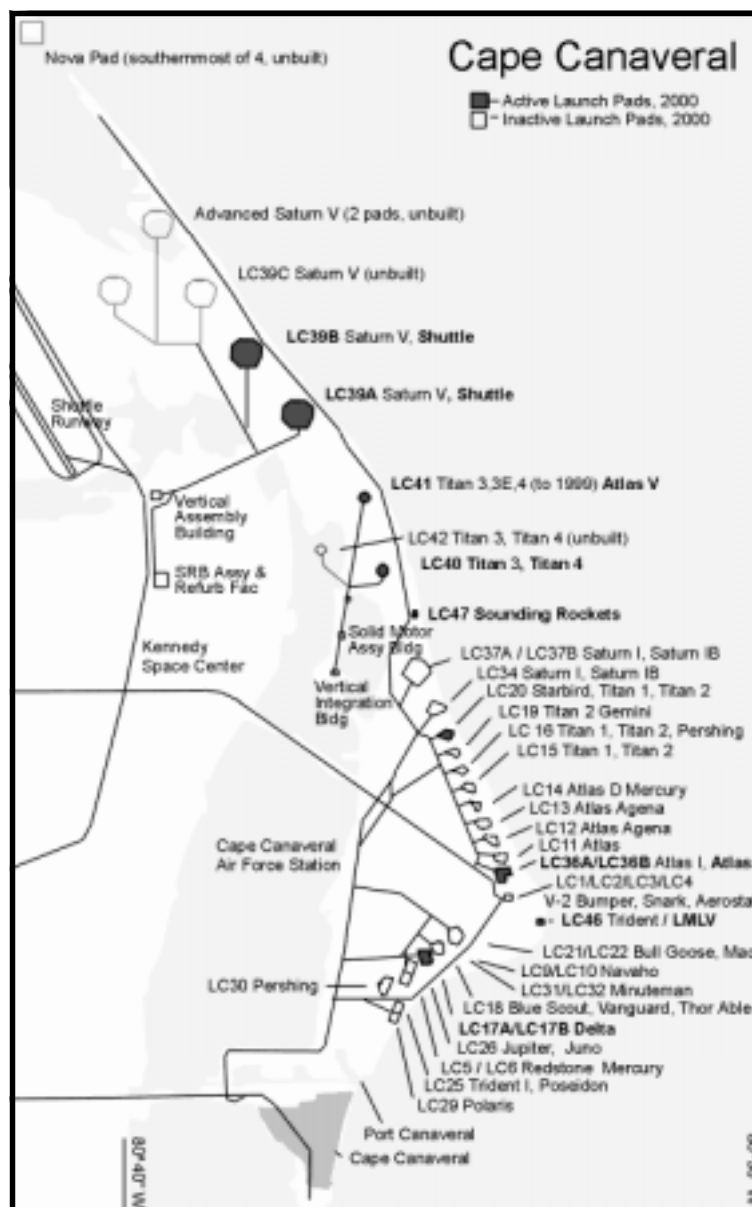 Nova Pad (southernmost of 4, unbuilt)
Cape Canaveral
- Active Launch Pads, 2000
- Inactive Launch Pads, 2000
Advanced Saturn V (2 pads, unbuilt)
LC39C Saturn V (unbuilt)
LC39B Saturn V, Shuttle
LC39A Saturn V, Shuttle
Shuttle
Runway
LC41 Titan 3,3E,4 (to 1999) Atlas V
Vertical
Assembly
Building
LC42 Titan 3, Titan 4 (unbuilt)
LC40 Titan 3, Titan 4
SRB Assy &
Refurb Fac
LC47 Sounding Rockets
Solid Motor
Assy Bldg
Kennedy
Space Center
LC37A / LC37B Saturn I, Saturn IB
LC34 Saturn I, Saturn IB
LC20 Starbird, Titan 1, Titan 2
Vertical
Integration
Bldg
LC19 Titan 2 Gemini
LC 16 Titan 1, Titan 2, Pershing
LC15 Titan 1, Titan 2
LC14 Atlas D Mercury
LC13 Atlas Agena
LC12 Atlas Agena
LC11 Atlas
Cape Canaveral
Air Force Station
LC36A/LC36B Atlas I, Atlas
LC1/LC2/LC3/LC4
V-2 Bumper, Snark, Aerosta
- LC46 Trident / LMLV
LC21/LC22 Bull Goose, Mac
LC9/LC10 Navaho
LC31/LC32 Minuteman
LC30 Pershing
LC18 Blue Scout, Vanguard, Thor Able
LC17A/LC17B Delta
LC26 Jupiter, Juno
LC5 / LC6 Redstone Mercury
LC25 Trident I, Poseidon
LC29 Polaris
Port Canaveral
Cape Canaveral
80°40' W